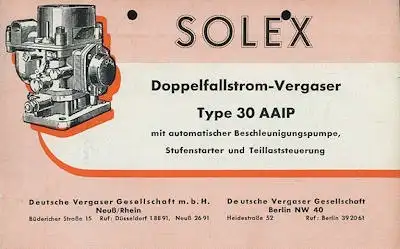 SOLEX
Doppelfallstrom-Vergaser
Type 30 AAIP
mit automatischer Beschleunigungspumpe,
Stufenstarter und Teillaststeuerung
Deutsche Vergaser Gesellschaft m.b.H.
Neuß/Rhein
Büdericher Straße 15 Ruf: Düsseldorf 18891, Neuß 2691
Deutsche Vergaser Gesellschaft
Berlin NW 40
Heidestraße 52 Ruf: Berlin 392061